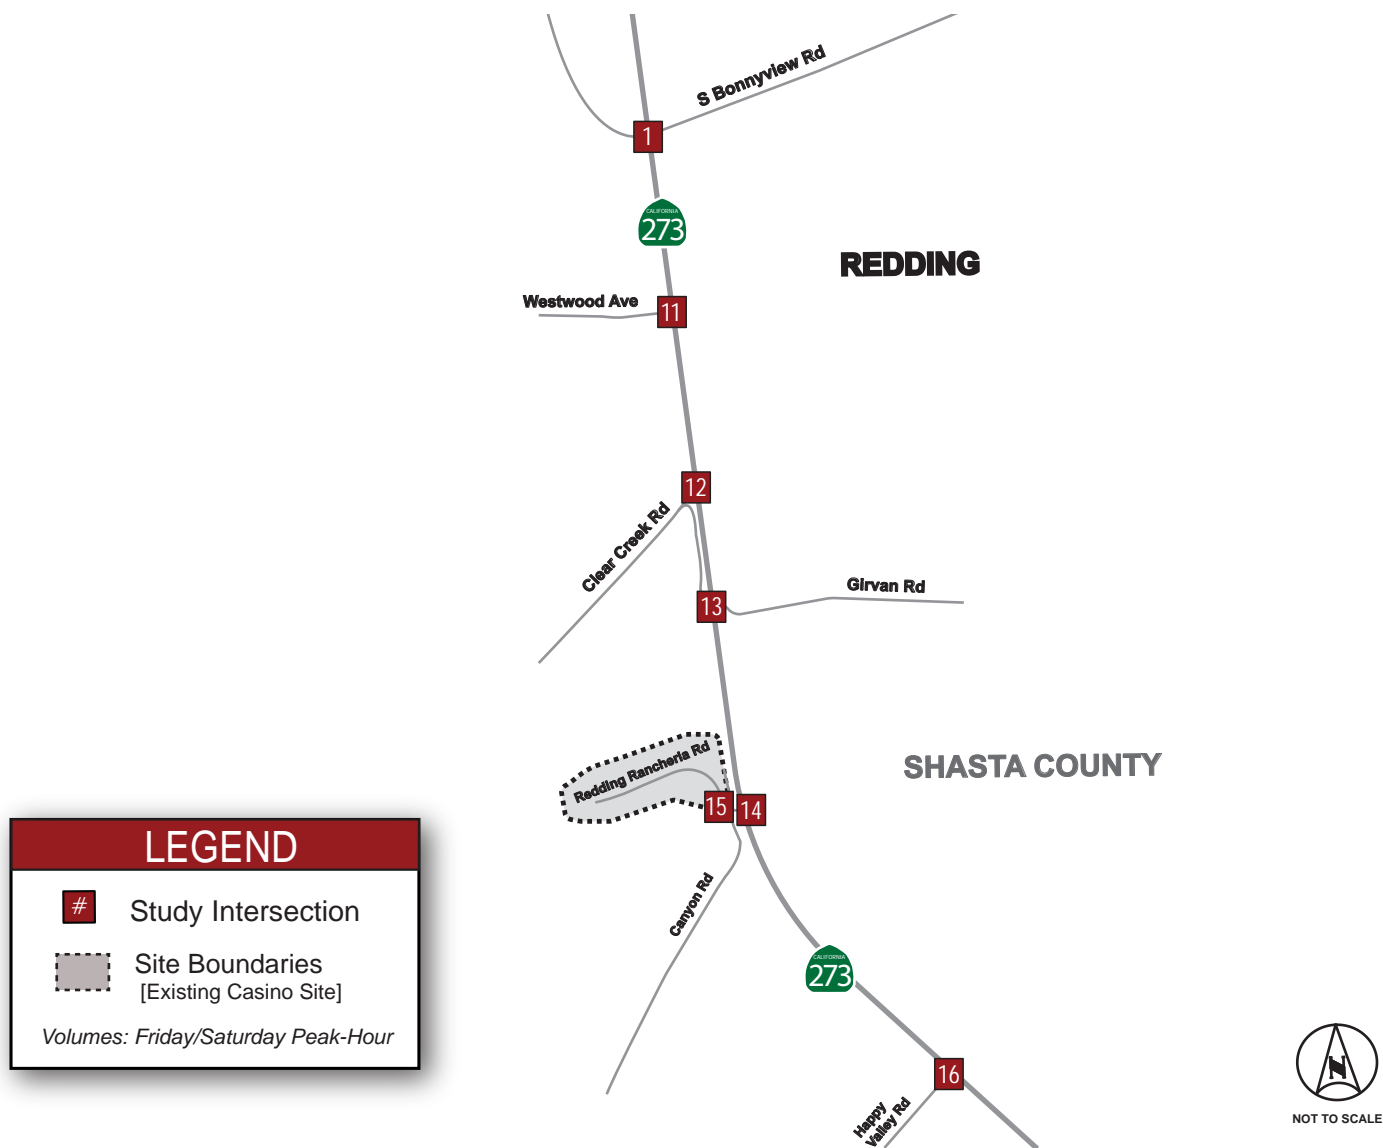 S Bonnyview Rd
1
CALIFORNIA
273
REDDING
Westwood Ave
11
12
Clear Creek Rd
13
Girvan Rd
Redding Rancheria Rd
SHASTA COUNTY
15
14
LEGEND
#
Study Intersection
Site Boundaries
[Existing Casino Site]
Volumes: Friday/Saturday Peak-Hour
Canyon Rd
CALIFORNIA
273
16
Happy
Valley Rd
N
NOT TO SCALE